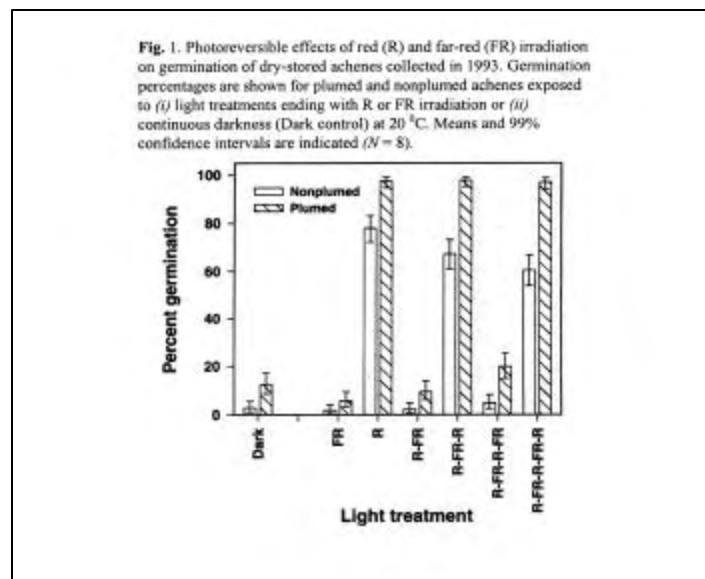 Fig. 1. Photoreversible effects of red (R) and far-red (FR) irradiation
on germination of dry-stored achenes collected in 1993. Germination
percentages are shown for plumed and nonplumed achenes exposed
to (i) light treatments ending with R or FR irradiation or (ii)
continuous darkness (Dark control) at 20 ⁰C. Means and 99%
confidence intervals are indicated (N = 8).
100
80
60
40
20
0
Percent germination
Nonplumed
Plumed
Dark
FR
R
R-FR
R-FR-R
R-FR-R-FR
R-FR-R-FR-R
Light treatment